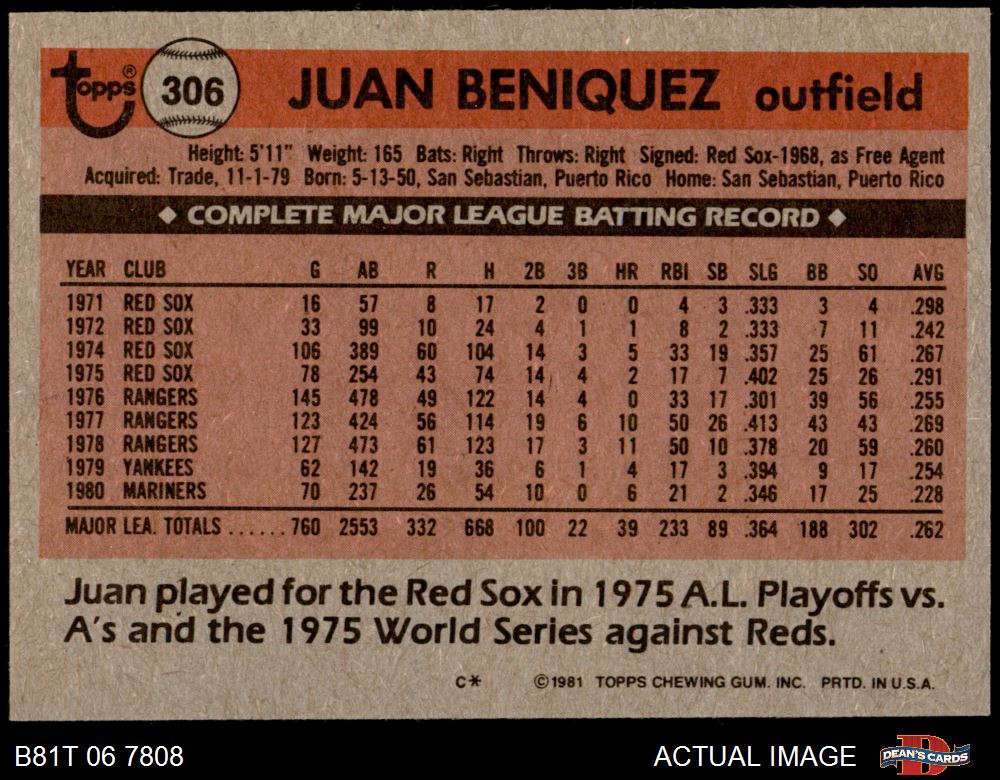 topps® 306 JUAN BENIQUEZ outfield
Height: 5'11" Weight: 165 Bats: Right Throws: Right Signed: Red Sox-1968, as Free Agent
Acquired: Trade, 11-1-79 Born: 5-13-50, San Sebastian, Puerto Rico Home: San Sebastian, Puerto Rico
◆ COMPLETE MAJOR LEAGUE BATTING RECORD ◆
YEAR CLUB G AB R H 2B 3B HR RBI SB SLG BB SO AVG
1971 RED SOX 16 57 8 17 2 0 0 4 3 .333 3 4 .298
1972 RED SOX 33 99 10 24 4 1 1 8 2 .333 7 11 .242
1974 RED SOX 106 389 60 104 14 3 5 33 19 .357 25 61 .267
1975 RED SOX 78 254 43 74 14 4 2 17 7 .402 25 26 .291
1976 RANGERS 145 478 49 122 14 4 0 33 17 .301 39 56 .255
1977 RANGERS 123 424 56 114 19 6 10 50 26 .413 43 43 .269
1978 RANGERS 127 473 61 123 17 3 11 50 10 .378 20 59 .260
1979 YANKEES 62 142 19 36 6 1 4 17 3 .394 9 17 .254
1980 MARINERS 70 237 26 54 10 0 6 21 2 .346 17 25 .228
MAJOR LEA. TOTALS ...... 760 2553 332 668 100 22 39 233 89 .364 188 302 .262
Juan played for the Red Sox in 1975 A.L. Playoffs vs.
A's and the 1975 World Series against Reds.
C* ©1981 TOPPS CHEWING GUM. INC. PRTD. IN U.S.A.
B81T 06 7808 ACTUAL IMAGE DEAN'S CARDS